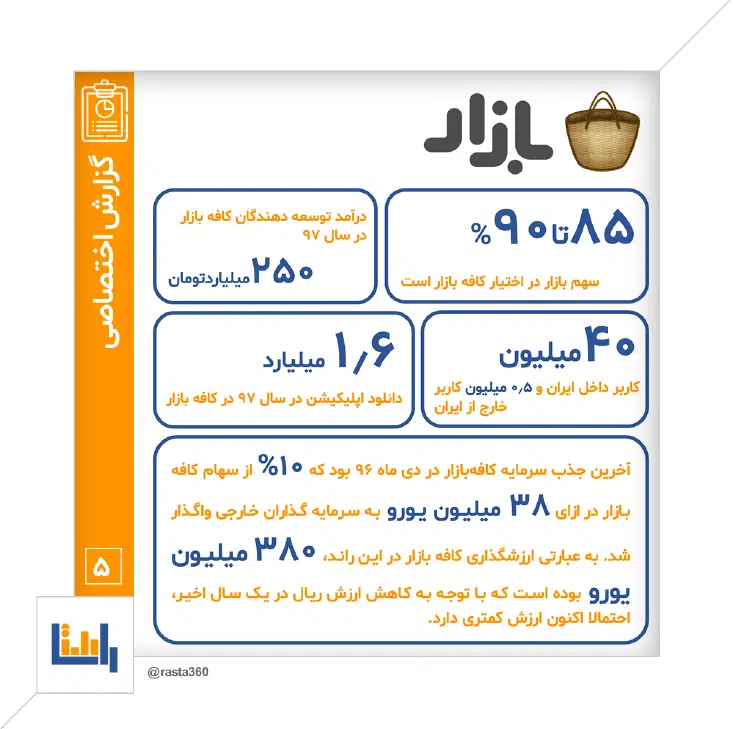 بازار
گزارش اختصاصی
۸۵ تا ۹۰ %
سهم بازار در اختیار کافه بازار است
درآمد توسعه دهندگان کافه بازار
در سال ۹۷
۲۵۰ میلیاردتومان
۴۰ میلیون
کاربر داخل ایران و ۰٫۵ میلیون کاربر
خارج از ایران
۱٫۶ میلیارد
دانلود اپلیکیشن در سال ۹۷ در کافه بازار
آخرین جذب سرمایه کافه‌بازار در دی ماه ۹۶ بود که ۱۰% از سهام کافه
بازار در ازای ۳۸ میلیون یورو به سرمایه گذاران خارجی واگذار
شد. به عبارتی ارزشگذاری کافه بازار در این راند، ۳۸۰ میلیون
یورو بوده است که با توجه به کاهش ارزش ریال در یک سال اخیر،
احتمالا اکنون ارزش کمتری دارد.
۵
راستا
@rasta360